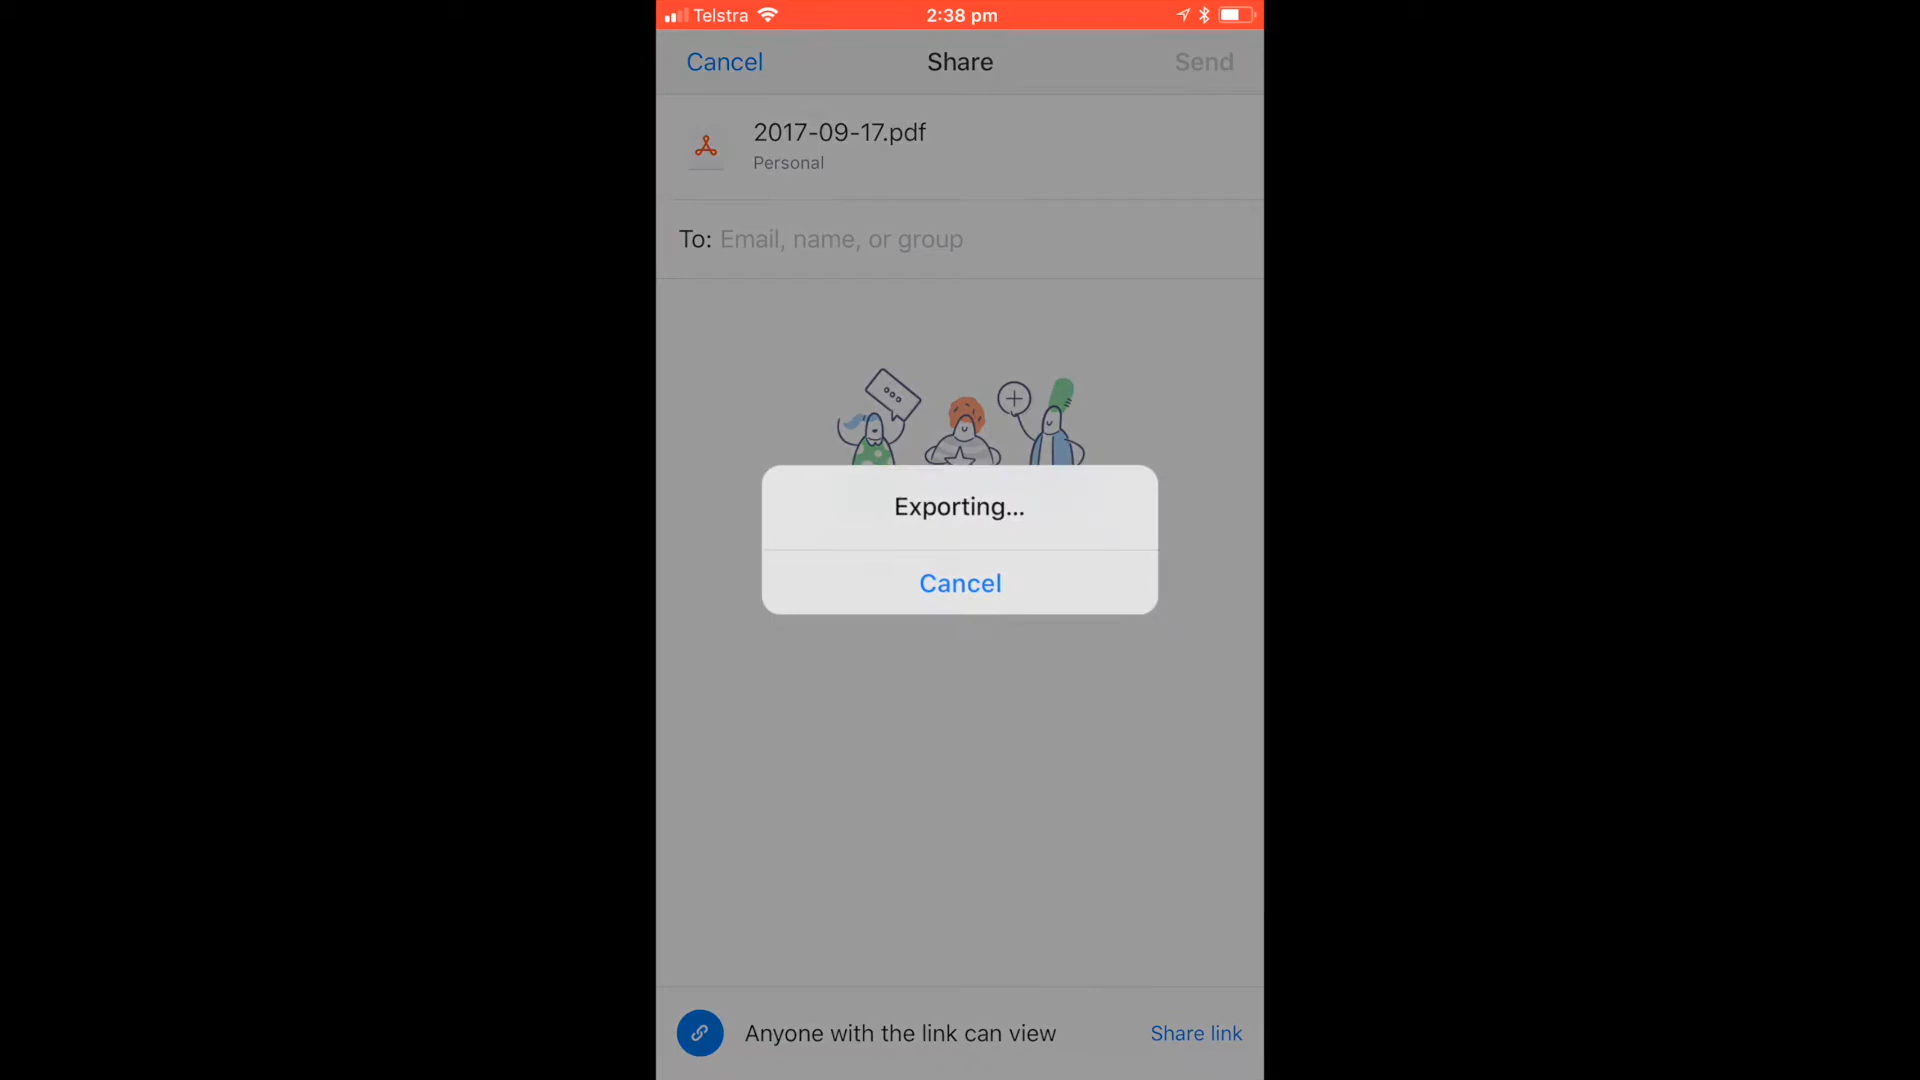 Telstra 2:38 pm
Cancel Share Send
2017-09-17.pdf
Personal
To: Email, name, or group
Exporting...
Cancel
Anyone with the link can view Share link